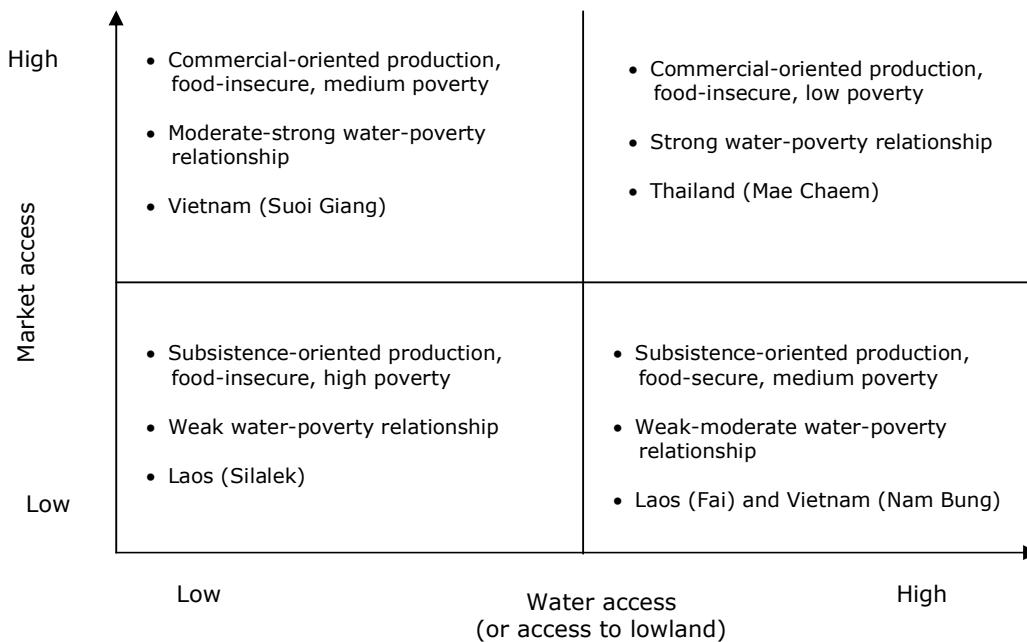 High
• Commercial-oriented production,
food-insecure, medium poverty
• Moderate-strong water-poverty
relationship
• Vietnam (Suoi Giang)
• Commercial-oriented production,
food-insecure, low poverty
• Strong water-poverty relationship
• Thailand (Mae Chaem)
Market access
• Subsistence-oriented production,
food-insecure, high poverty
• Weak water-poverty relationship
• Laos (Silalek)
• Subsistence-oriented production,
food-secure, medium poverty
• Weak-moderate water-poverty
relationship
• Laos (Fai) and Vietnam (Nam Bung)
Low
Low
Water access
(or access to lowland)
High